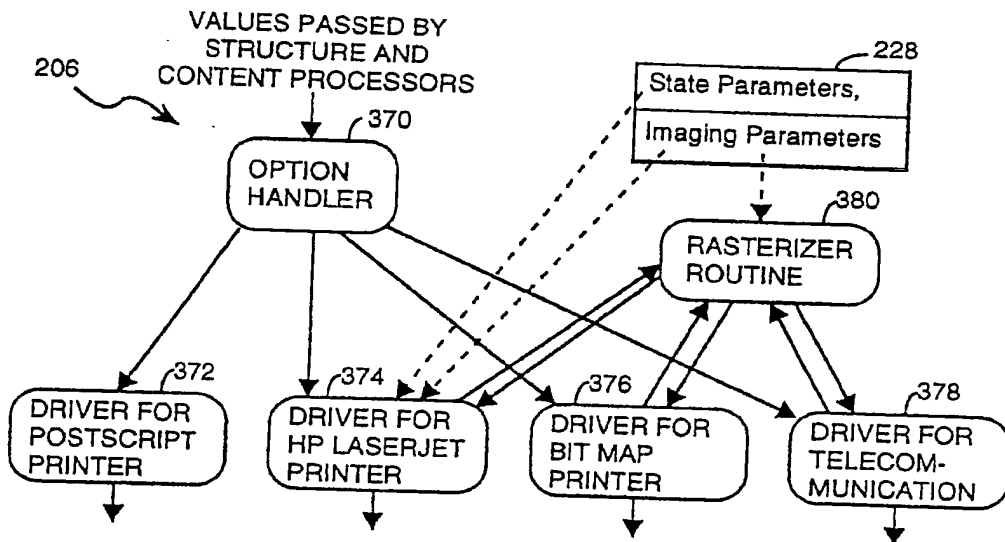 VALUES PASSED BY
STRUCTURE AND
CONTENT PROCESSORS
206
228
State Parameters,
Imaging Parameters
370
OPTION
HANDLER
380
RASTERIZER
ROUTINE
372
DRIVER FOR
POSTSCRIPT
PRINTER
374
DRIVER FOR
HP LASERJET
PRINTER
376
DRIVER FOR
BIT MAP
PRINTER
378
DRIVER FOR
TELECOM-
MUNICATION